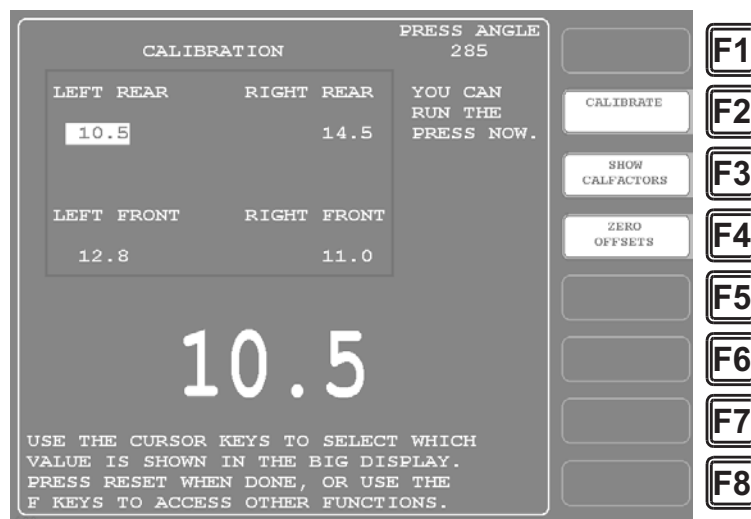 PRESS ANGLE
285
CALIBRATION
LEFT REAR
RIGHT REAR
10.5
14.5
LEFT FRONT
RIGHT FRONT
12.8
11.0
YOU CAN
RUN THE
PRESS NOW.
10.5
USE THE CURSOR KEYS TO SELECT WHICH
VALUE IS SHOWN IN THE BIG DISPLAY.
PRESS RESET WHEN DONE, OR USE THE
F KEYS TO ACCESS OTHER FUNCTIONS.
F1
CALIBRATE
F2
SHOW
CALFACTORS
F3
ZERO
OFFSETS
F4
F5
F6
F7
F8